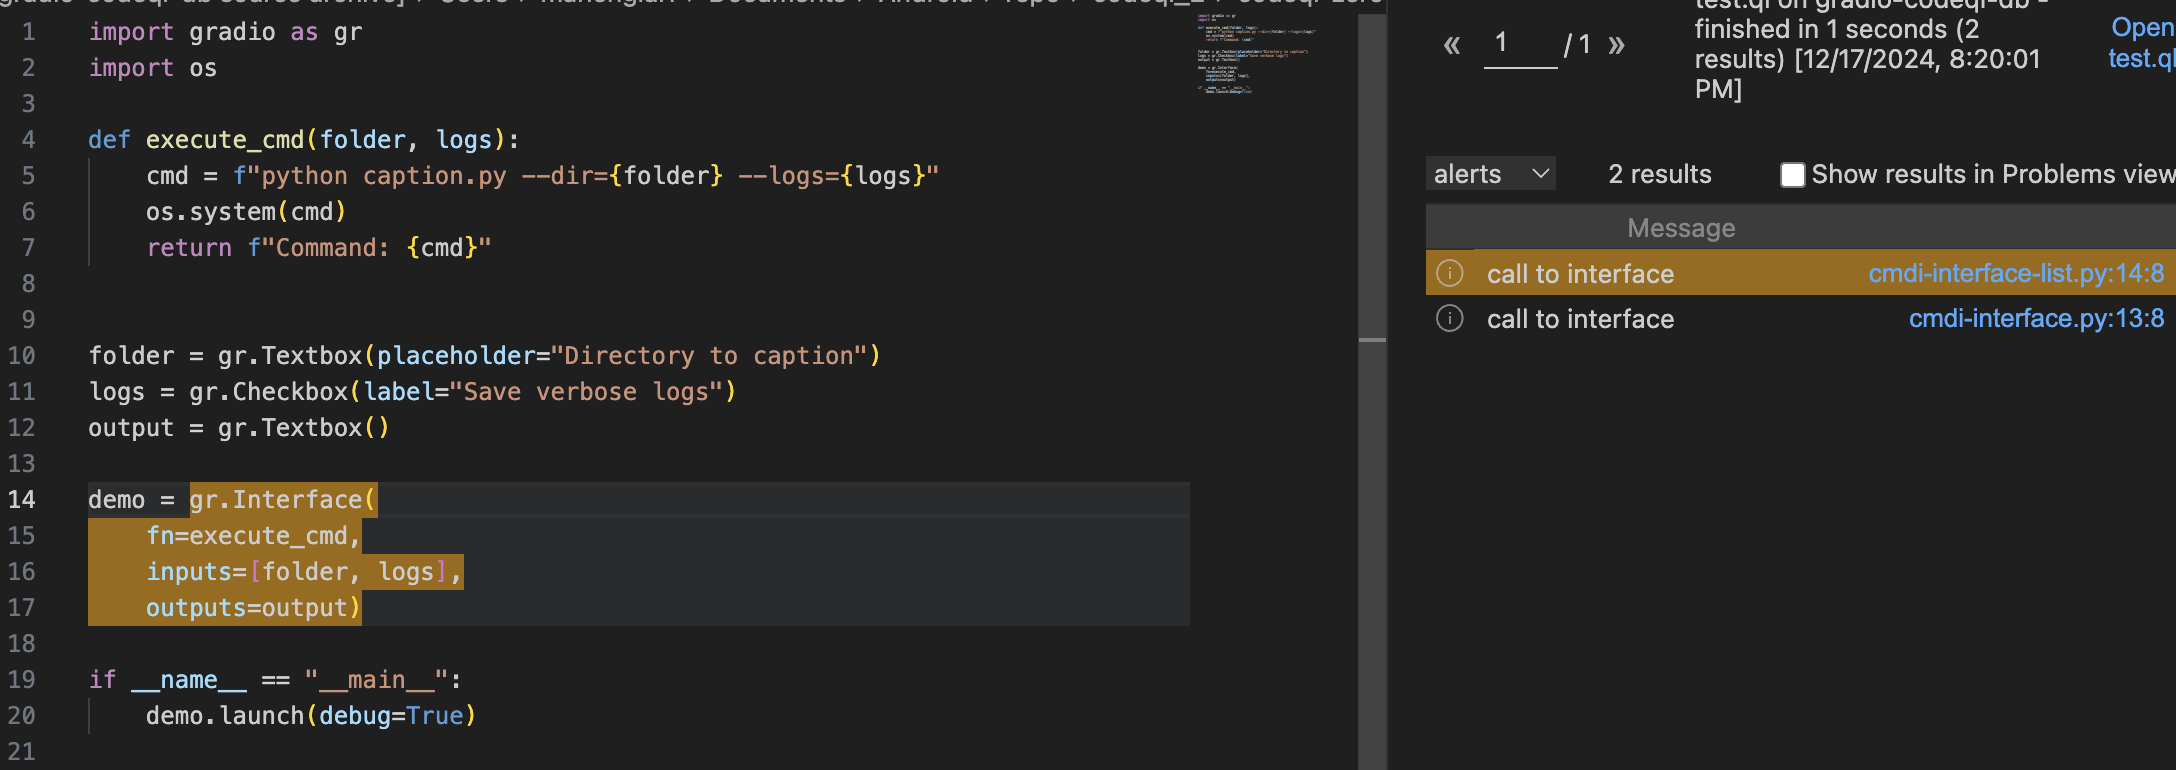 1 import gradio as gr
2 import os
3
4 def execute_cmd(folder, logs):
5 cmd = f"python caption.py --dir={folder} --logs={logs}"
6 os.system(cmd)
7 return f"Command: {cmd}"
8
9
10 folder = gr.Textbox(placeholder="Directory to caption")
11 logs = gr.Checkbox(label="Save verbose logs")
12 output = gr.Textbox()
13
14 demo = gr.Interface(
15 fn=execute_cmd,
16 inputs=[folder, logs],
17 outputs=output)
18
19 if __name__ == "__main__":
20 demo.launch(debug=True)
21
« 1 / 1 »
test.ql on gradio-codeql-db -
finished in 1 seconds (2
results) [12/17/2024, 8:20:01
PM]
Open
test.ql
alerts 2 results Show results in Problems view
Message
call to interface cmdi-interface-list.py:14:8
call to interface cmdi-interface.py:13:8